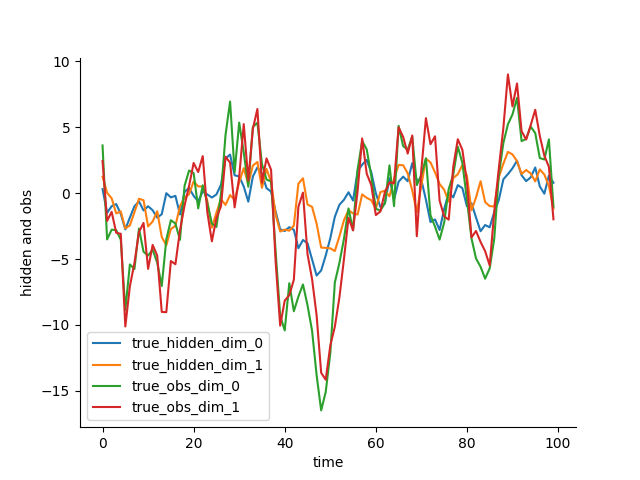 10
5
0
−5
−10
−15
hidden and obs
true_hidden_dim_0
true_hidden_dim_1
true_obs_dim_0
true_obs_dim_1
0 20 40 60 80 100
time